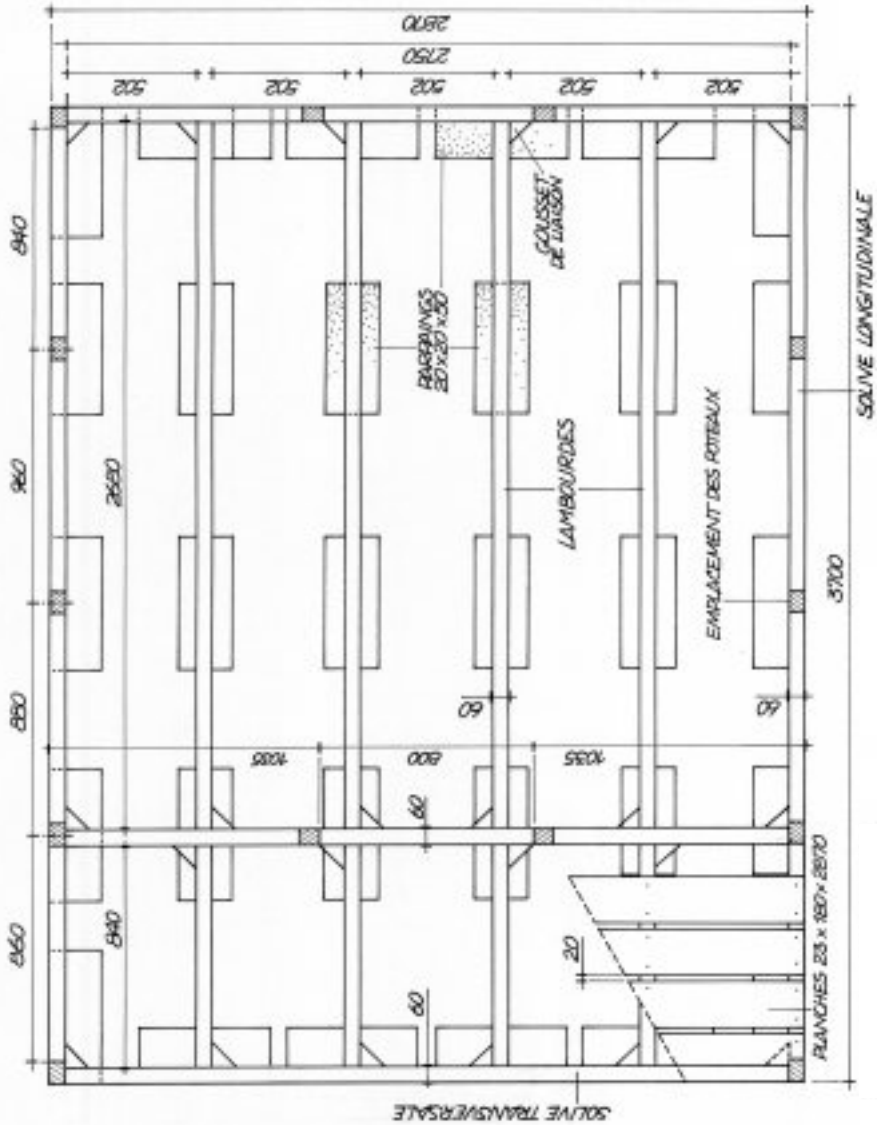 2870
2750
502
502
502
502
502
840
960
880
860
2680
840
GOUSSET
DE LIAISON
PARPAINGS
20 x 20 x 50
LAMBOURDES
EMPLACEMENT DES POTEAUX
SOLIVE LONGITUDINALE
3700
60
60
1035
800
1035
60
60
20
PLANCHES 23 x 180 x 2870
SOLIVE TRANSVERSALE